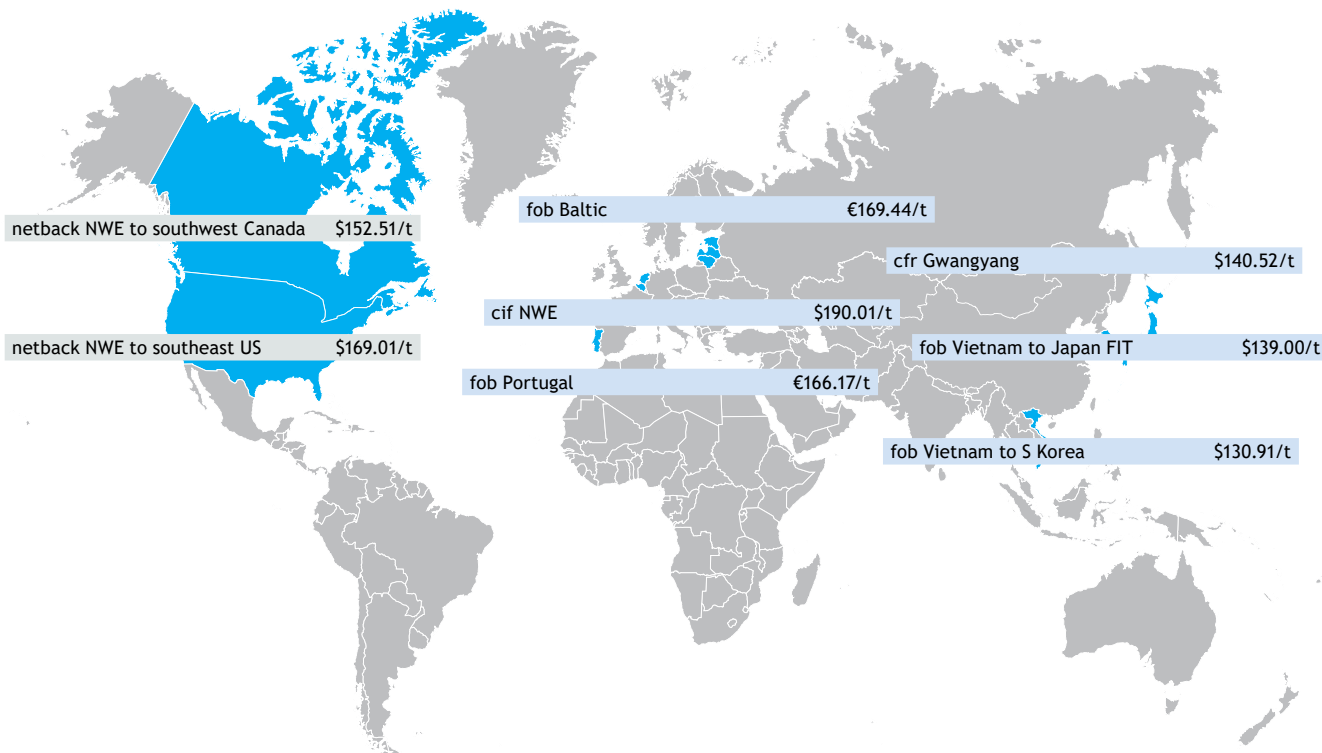 fob Baltic €169.44/t
netback NWE to southwest Canada $152.51/t
cfr Gwangyang $140.52/t
cif NWE $190.01/t
netback NWE to southeast US $169.01/t
fob Vietnam to Japan FIT $139.00/t
fob Portugal €166.17/t
fob Vietnam to S Korea $130.91/t